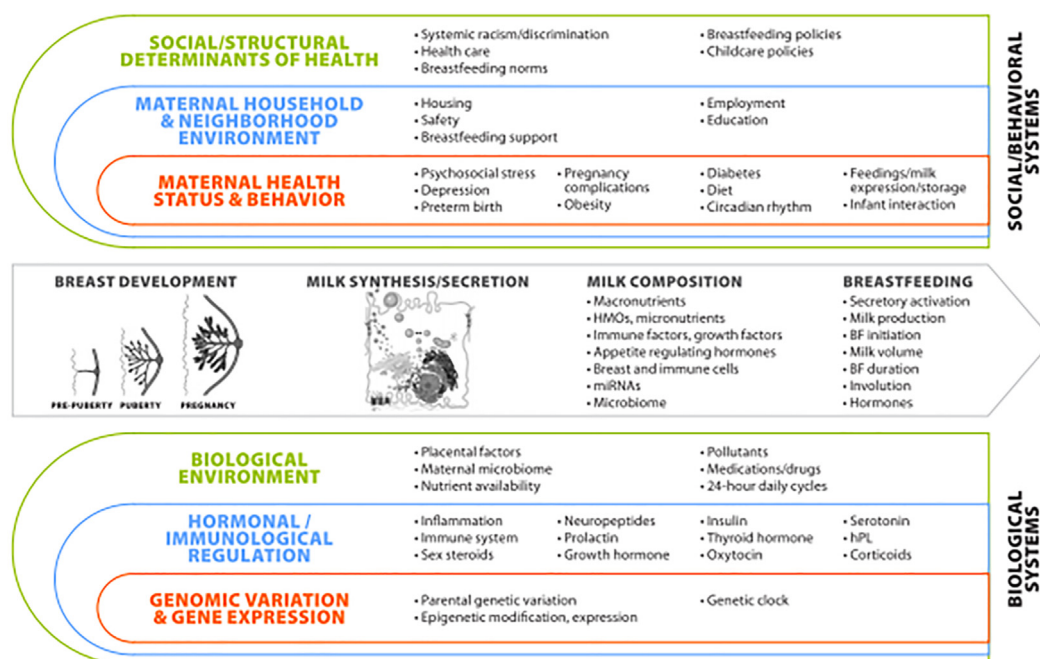 SOCIAL/STRUCTURAL
DETERMINANTS OF HEALTH
• Systemic racism/discrimination
• Health care
• Breastfeeding norms
• Breastfeeding policies
• Childcare policies
MATERNAL HOUSEHOLD
& NEIGHBORHOOD
ENVIRONMENT
• Housing
• Safety
• Breastfeeding support
• Employment
• Education
MATERNAL HEALTH
STATUS & BEHAVIOR
• Psychosocial stress
• Depression
• Preterm birth
• Pregnancy
complications
• Obesity
• Diabetes
• Diet
• Circadian rhythm
• Feedings/milk
expression/storage
• Infant interaction
SOCIAL/BEHAVIORAL
SYSTEMS
BREAST DEVELOPMENT
PRE-PUBERTY
PUBERTY
PREGNANCY
MILK SYNTHESIS/SECRETION
MILK COMPOSITION
• Macronutrients
• HMOs, micronutrients
• Immune factors, growth factors
• Appetite regulating hormones
• Breast and immune cells
• miRNAs
• Microbiome
BREASTFEEDING
• Secretory activation
• Milk production
• BF initiation
• Milk volume
• BF duration
• Involution
• Hormones
BIOLOGICAL
ENVIRONMENT
• Placental factors
• Maternal microbiome
• Nutrient availability
• Pollutants
• Medications/drugs
• 24-hour daily cycles
HORMONAL /
IMMUNOLOGICAL
REGULATION
• Inflammation
• Immune system
• Sex steroids
• Neuropeptides
• Prolactin
• Growth hormone
• Insulin
• Thyroid hormone
• Oxytocin
• Serotonin
• hPL
• Corticoids
GENOMIC VARIATION
& GENE EXPRESSION
• Parental genetic variation
• Epigenetic modification, expression
• Genetic clock
BIOLOGICAL
SYSTEMS